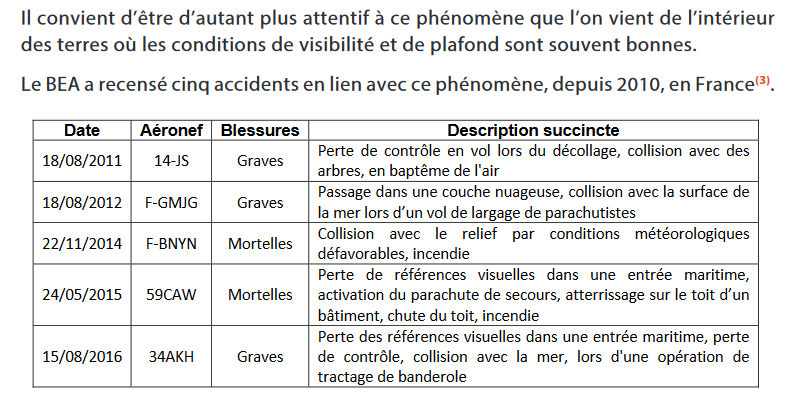 Il convient d’être d’autant plus attentif à ce phénomène que l’on vient de l’intérieur
des terres où les conditions de visibilité et de plafond sont souvent bonnes.
Le BEA a recensé cinq accidents en lien avec ce phénomène, depuis 2010, en France(3).
Date Aéronef Blessures Description succincte
18/08/2011 14-JS Graves Perte de contrôle en vol lors du décollage, collision avec des
arbres, en baptême de l'air
18/08/2012 F-GMJG Graves Passage dans une couche nuageuse, collision avec la surface de
la mer lors d’un vol de largage de parachutistes
22/11/2014 F-BNYN Mortelles Collision avec le relief par conditions météorologiques
défavorables, incendie
24/05/2015 59CAW Mortelles Perte de références visuelles dans une entrée maritime,
activation du parachute de secours, atterrissage sur le toit d’un
bâtiment, chute du toit, incendie
15/08/2016 34AKH Graves Perte des références visuelles dans une entrée maritime, perte
de contrôle, collision avec la mer, lors d'une opération de
tractage de banderole